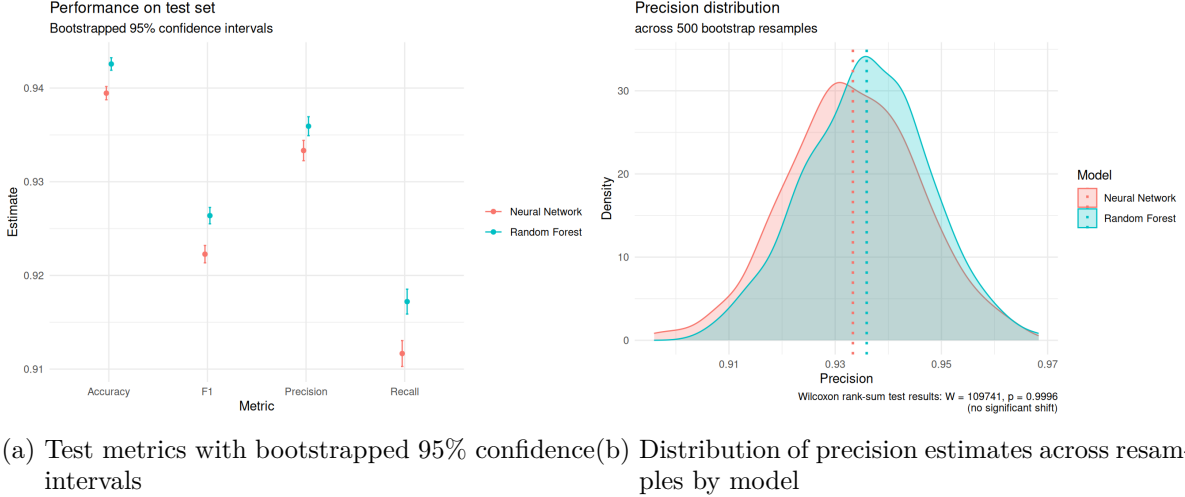 Performance on test set
Bootstrapped 95% confidence intervals
0.94
0.93
0.92
0.91
Estimate
Accuracy
F1
Precision
Recall
Metric
Neural Network
Random Forest
Precision distribution
across 500 bootstrap resamples
30
20
10
0
Density
0.91
0.93
0.95
0.97
Precision
Model
Neural Network
Random Forest
Wilcoxon rank-sum test results: W = 109741, p = 0.9996
(no significant shift)
(a) Test metrics with bootstrapped 95% confidence
intervals
(b) Distribution of precision estimates across resam-
ples by model